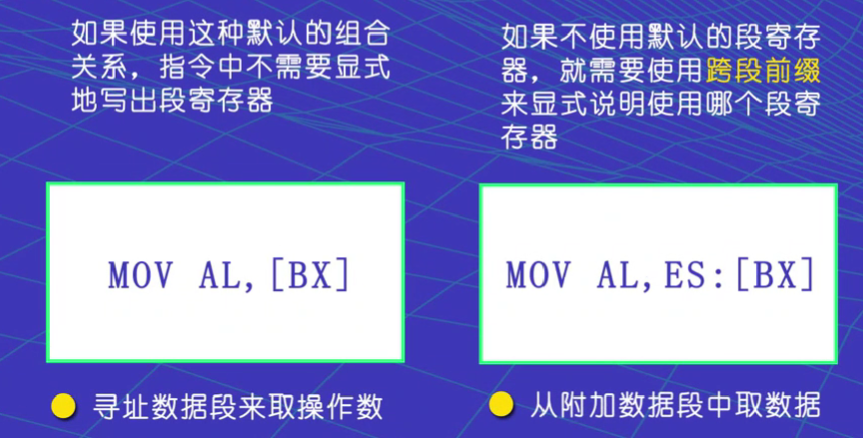 如果使用这种默认的组合
关系，指令中不需要显式
地写出段寄存器
MOV AL,[BX]
寻址数据段来取操作数
如果不使用默认的段寄存
器，就需要使用跨段前缀
来显式说明使用哪个段寄
存器
MOV AL,ES:[BX]
从附加数据段中取数据